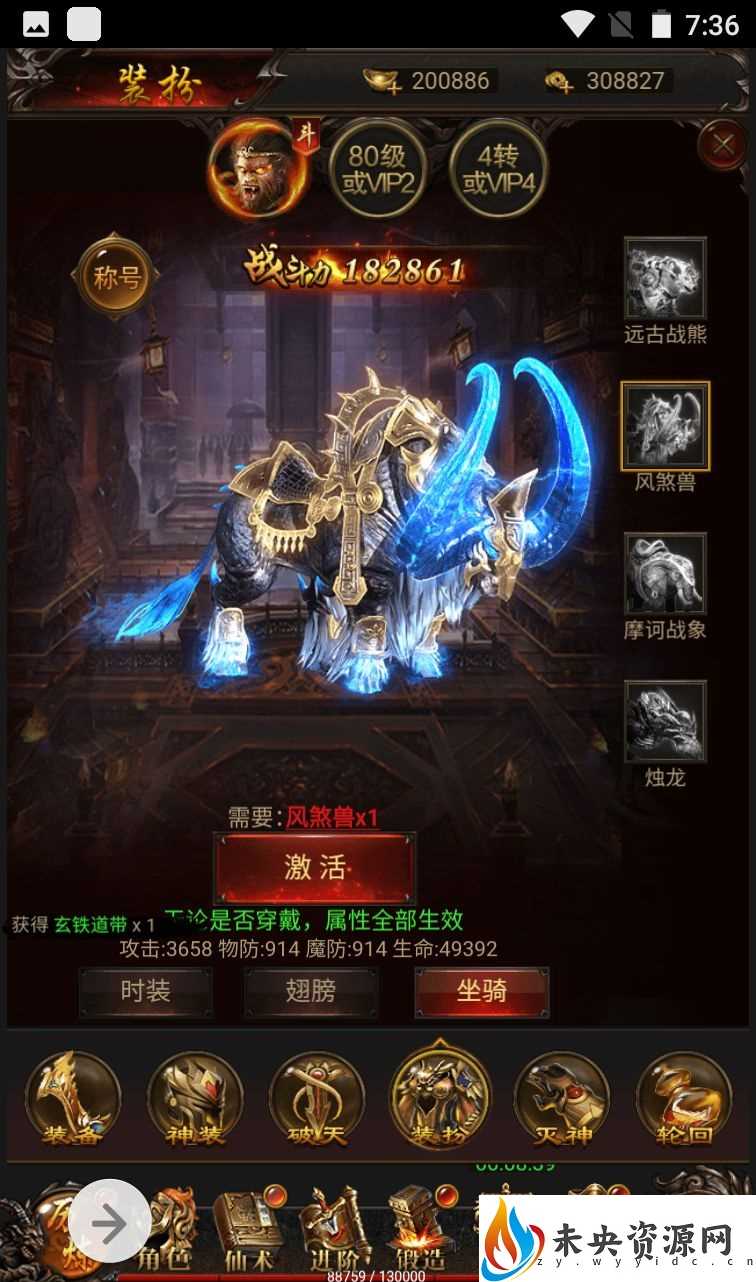 7:36
装扮
200886
308827
斗
80级
或VIP2
4转
或VIP4
称号
战斗力 182861
远古战熊
风煞兽
摩诃战象
烛龙
需要:风煞兽x1
激活
获得 玄铁道带 x 1
无论是否穿戴，属性全部生效
攻击:3658 物防:914 魔防:914 生命:49392
时装
翅膀
坐骑
装备
神装
破天
装扮
灭神
轮回
00:08:39
角色
仙术
进阶
锻造
88759 / 130000
未央资源网
zy.wyyidc.cn